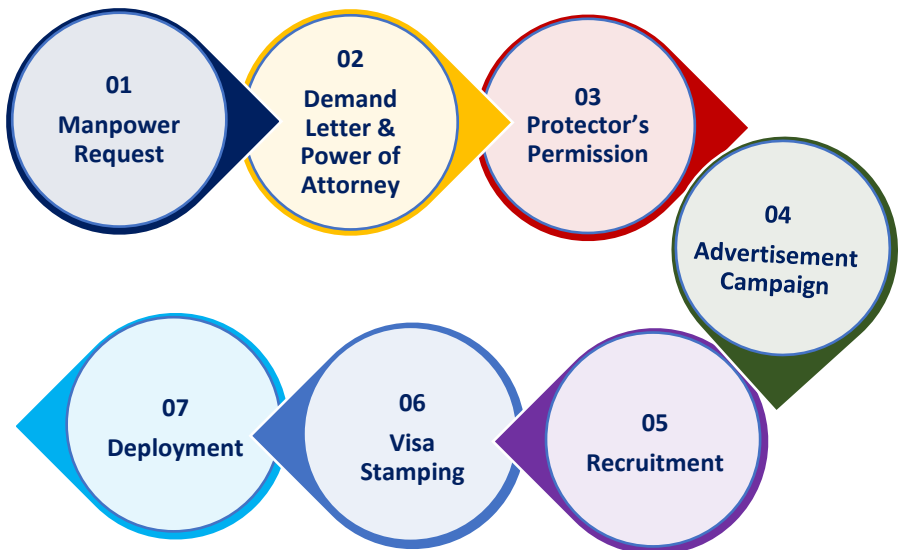 01
Manpower
Request
02
Demand
Letter &
Power of
Attorney
03
Protector’s
Permission
04
Advertisement
Campaign
05
Recruitment
06
Visa
Stamping
07
Deployment